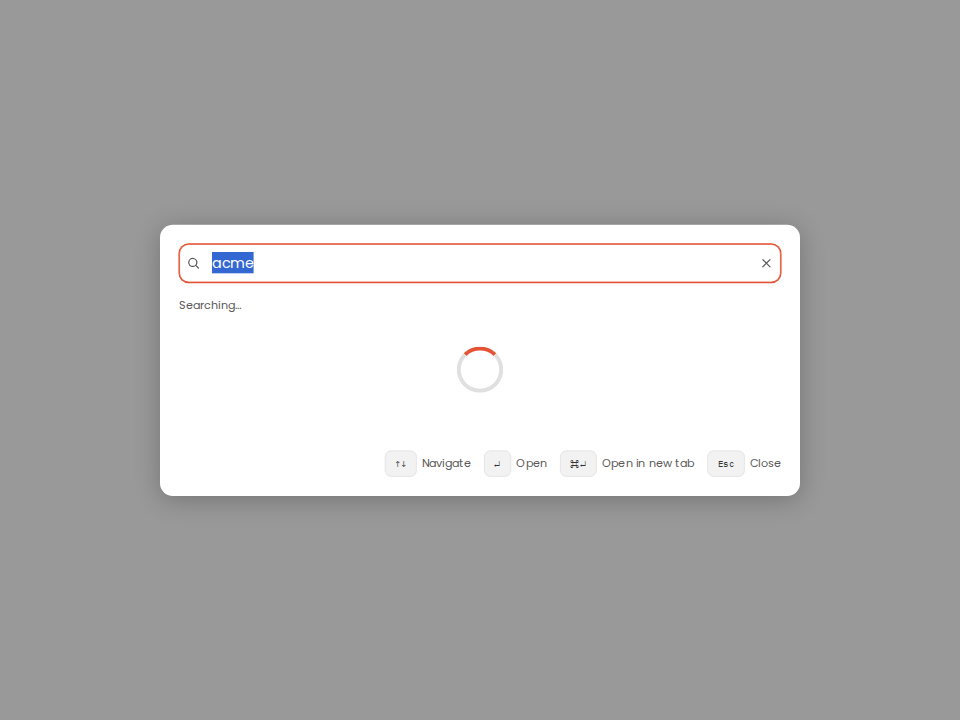 acme
Searching...
↑↓ Navigate ↵ Open ⌘↵ Open in new tab Esc Close